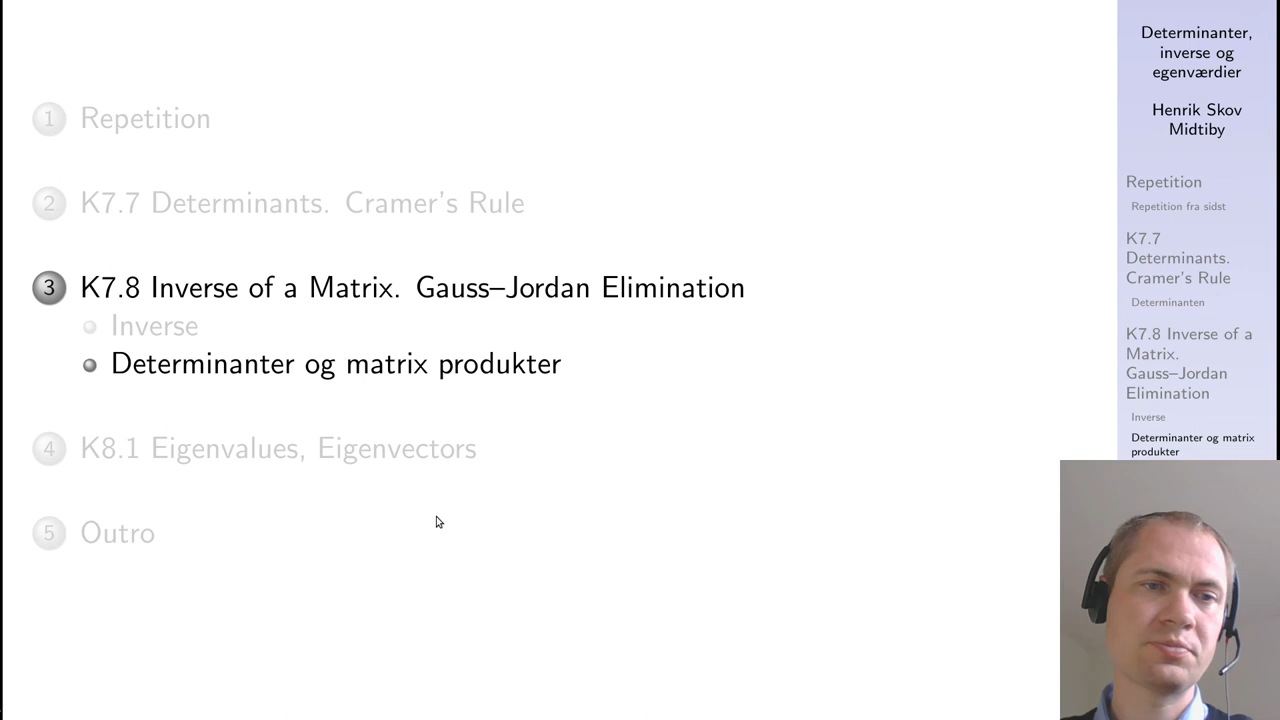 1 Repetition
2 K7.7 Determinants. Cramer's Rule
3 K7.8 Inverse of a Matrix. Gauss–Jordan Elimination
Inverse
Determinanter og matrix produkter
4 K8.1 Eigenvalues, Eigenvectors
5 Outro
Determinanter,
inverse og
egenværdier
Henrik Skov
Midtiby
Repetition
Repetition fra sidst
K7.7
Determinants.
Cramer's Rule
Determinanten
K7.8 Inverse of a
Matrix.
Gauss–Jordan
Elimination
Inverse
Determinanter og matrix
produkter